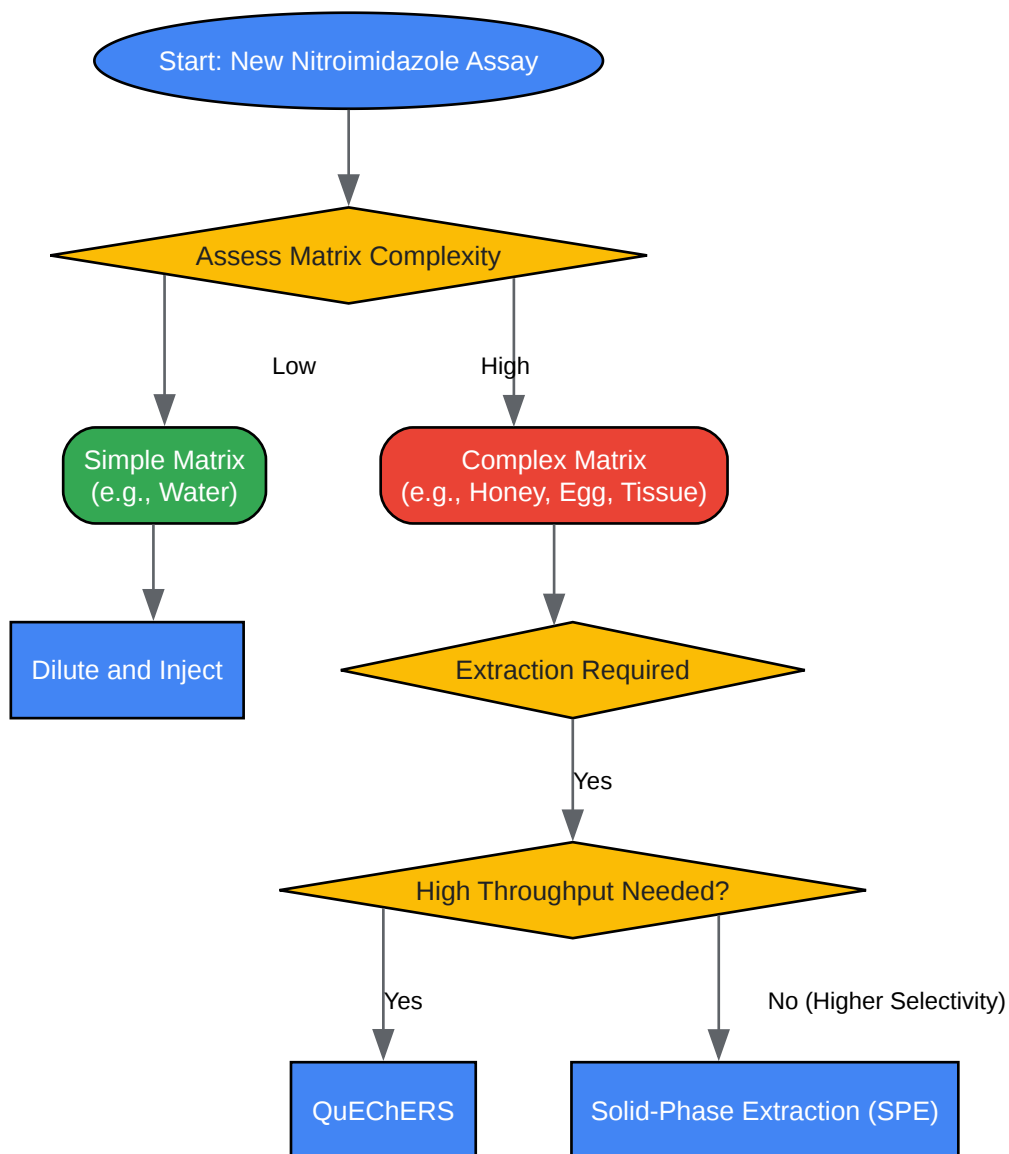 Start: New Nitroimidazole Assay
Assess Matrix Complexity
Low
High
Simple Matrix
(e.g., Water)
Complex Matrix
(e.g., Honey, Egg, Tissue)
Dilute and Inject
Extraction Required
Yes
High Throughput Needed?
Yes
No (Higher Selectivity)
QuEChERS
Solid-Phase Extraction (SPE)